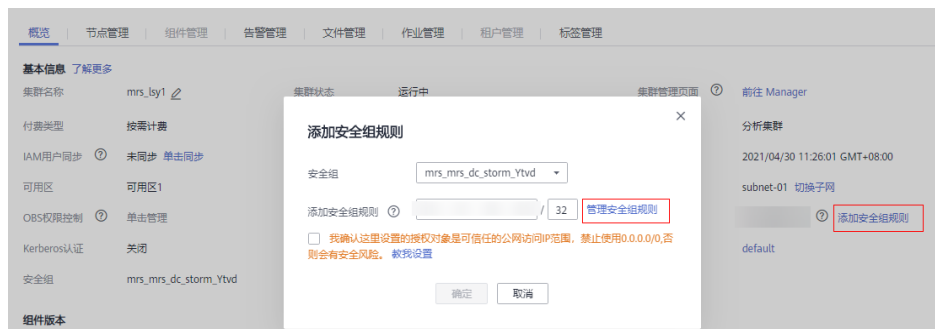 概览 节点管理 组件管理 告警管理 文件管理 作业管理 租户管理 标签管理
基本信息 了解更多
集群名称 mrs_lsy1 集群状态 运行中 集群管理页面 ? 前往 Manager
付费类型 按需计费 分析集群
添加安全组规则 ×
IAM用户同步 ? 未同步 单击同步 2021/04/30 11:26:01 GMT+08:00
安全组 mrs_mrs_dc_storm_Ytvd
可用区 可用区1 subnet-01 切换子网
添加安全组规则 ? / 32 管理安全组规则
OBS权限控制 ? 单击管理 ? 添加安全组规则
我确认这里设置的授权对象是可信任的公网访问IP范围，禁止使用0.0.0.0/0,否
则会有安全风险。 教我设置
Kerberos认证 关闭 default
安全组 mrs_mrs_dc_storm_Ytvd
确定 取消
组件版本